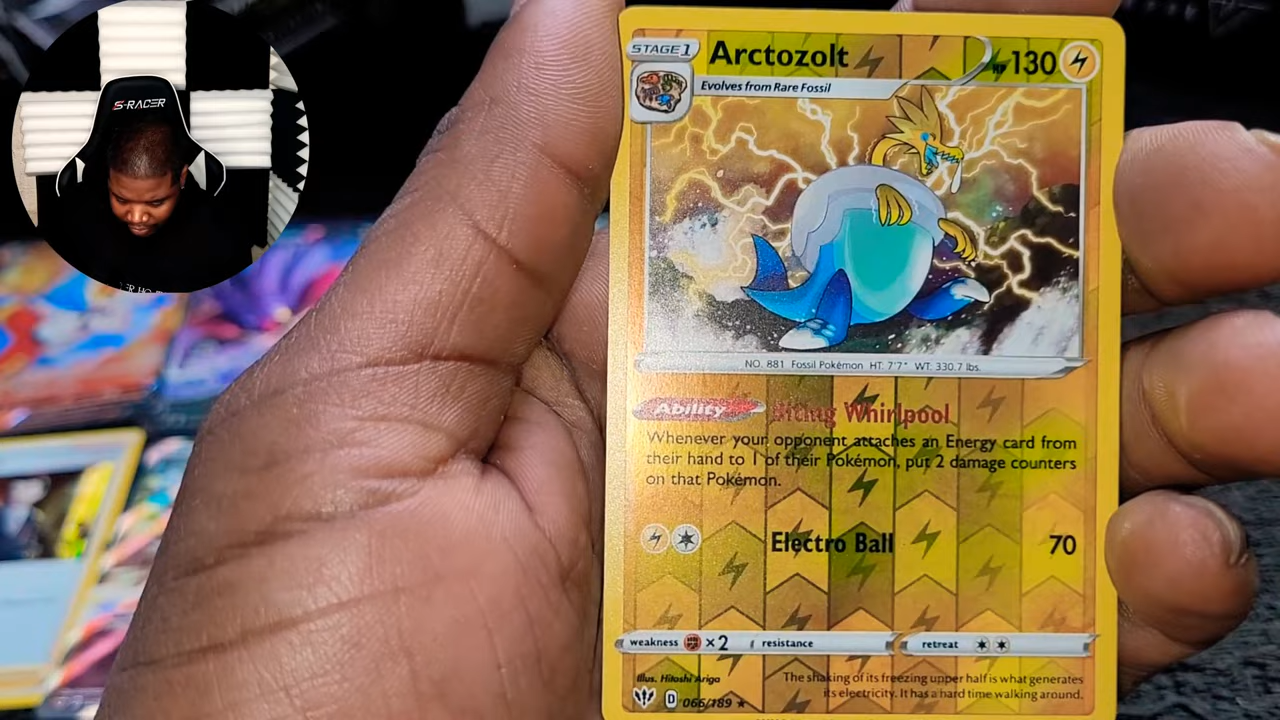 S-RACER
STAGE 1
Arctozolt
HP 130
Evolves from Rare Fossil
NO. 881 Fossil Pokémon HT: 7'7" WT: 330.7 lbs.
Ability Biting Whirlpool
Whenever your opponent attaches an Energy card from
their hand to 1 of their Pokémon, put 2 damage counters
on that Pokémon.
Electro Ball 70
weakness ×2 resistance retreat
Illus. Hitoshi Ariga
The shaking of its freezing upper half is what generates
its electricity. It has a hard time walking around.
D 066/189 ★